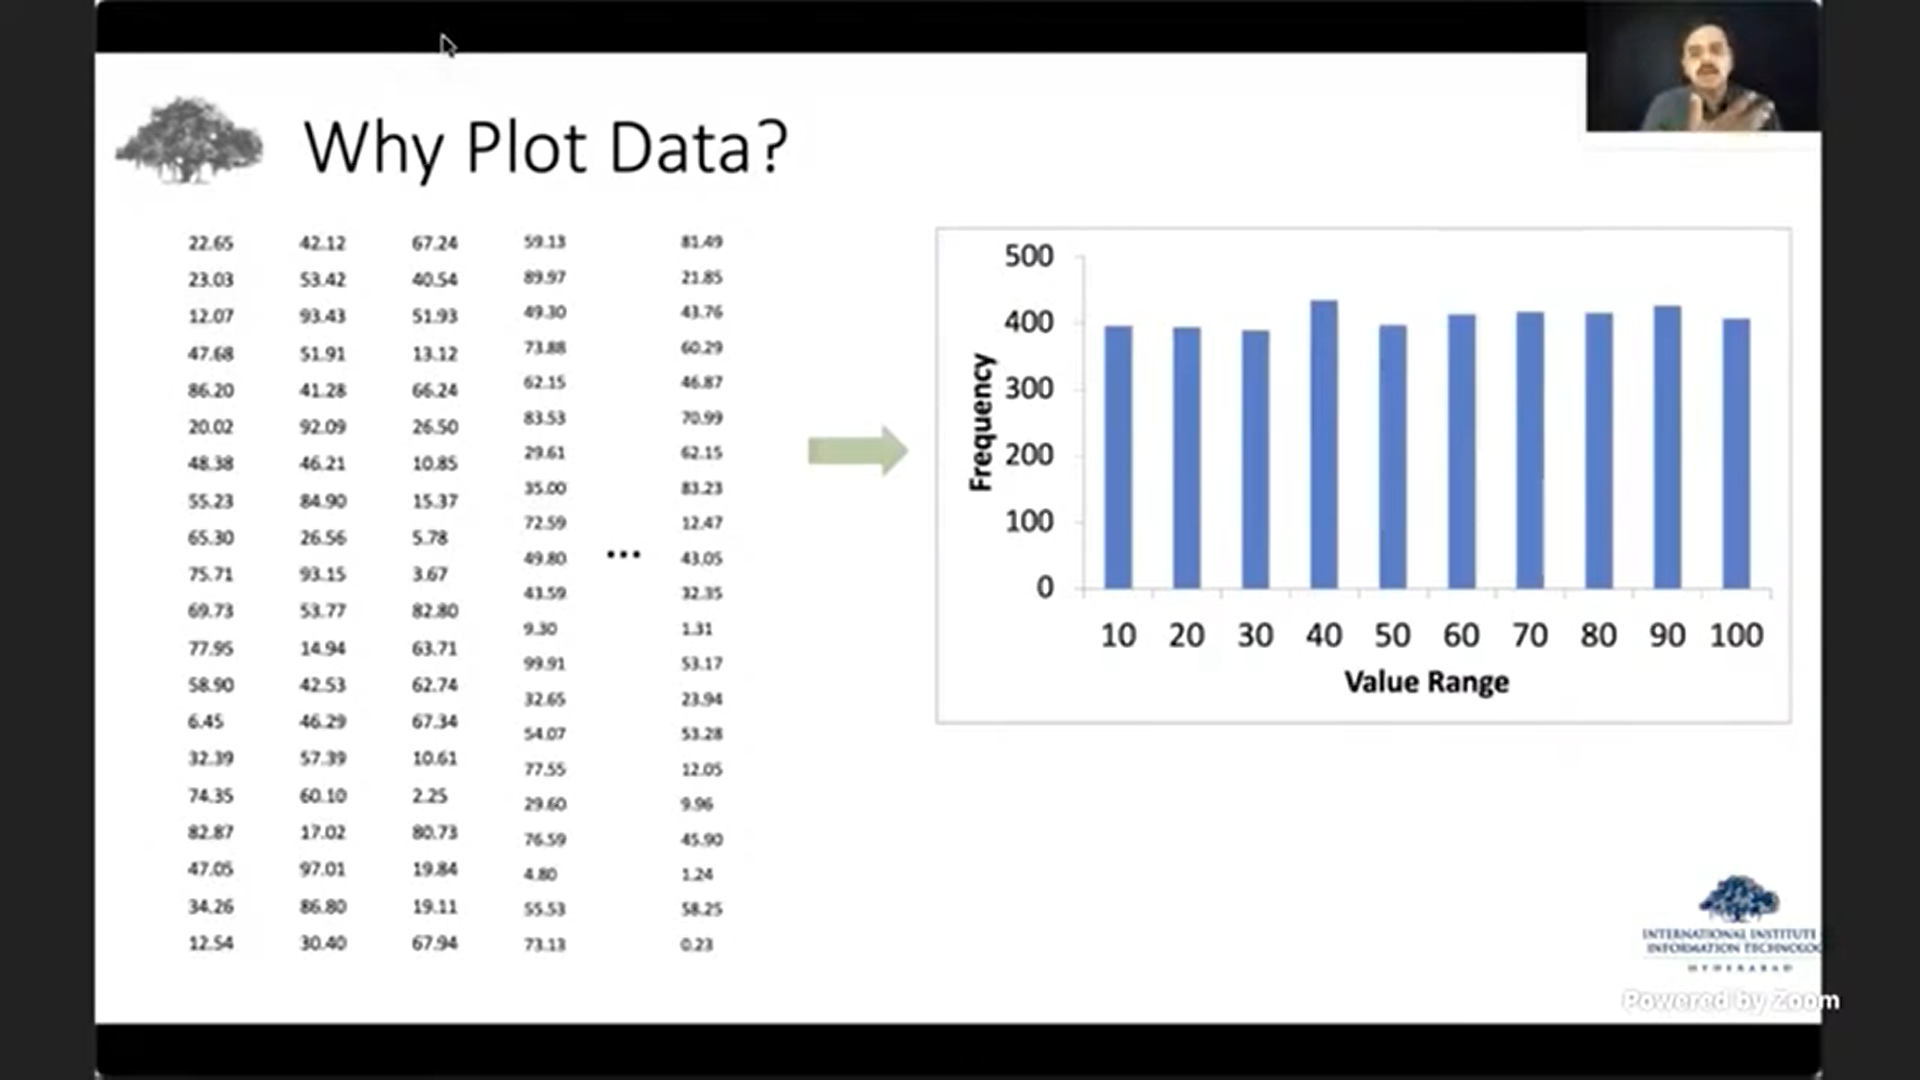 Why Plot Data?
22.65 42.12 67.24 59.13 81.49
23.03 53.42 40.54 89.97 21.85
12.07 93.43 51.93 49.30 43.76
47.68 51.91 13.12 73.88 60.29
86.20 41.28 66.24 62.15 46.87
20.02 92.09 26.50 83.53 70.99
48.38 46.21 10.85 29.61 62.15
55.23 84.90 15.37 35.00 83.23
65.30 26.56 5.78 72.59 12.47
75.71 93.15 3.67 49.80 ... 43.05
69.73 53.77 82.80 43.59 32.35
77.95 14.94 63.71 9.30 1.31
58.90 42.53 62.74 99.91 53.17
6.45 46.29 67.34 32.65 23.94
32.39 57.39 10.61 54.07 53.28
74.35 60.10 2.25 77.55 12.05
82.87 17.02 80.73 29.60 9.96
47.05 97.01 19.84 76.59 45.90
34.26 86.80 19.11 4.80 1.24
12.54 30.40 67.94 55.53 58.25
73.13 0.23
500
400
300
200
100
0
Frequency
10 20 30 40 50 60 70 80 90 100
Value Range
INTERNATIONAL INSTITUTE
INFORMATION TECHNOLOG
HYDERABAD
Powered by Zoom